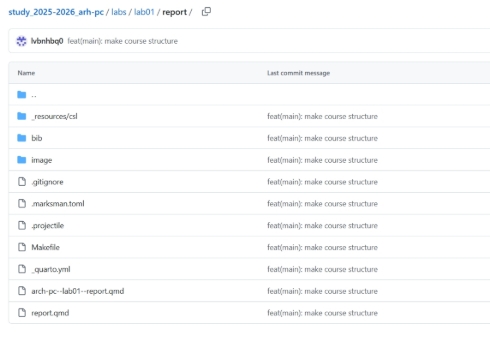 study_2025-2026_arh-pc / labs / lab01 / report /
lvbnhbq0 feat(main): make course structure
Name Last commit message
..
_resources/csl feat(main): make course structure
bib feat(main): make course structure
image feat(main): make course structure
.gitignore feat(main): make course structure
.marksman.toml feat(main): make course structure
.projectile feat(main): make course structure
Makefile feat(main): make course structure
_quarto.yml feat(main): make course structure
arch-pc--lab01--report.qmd feat(main): make course structure
report.qmd feat(main): make course structure